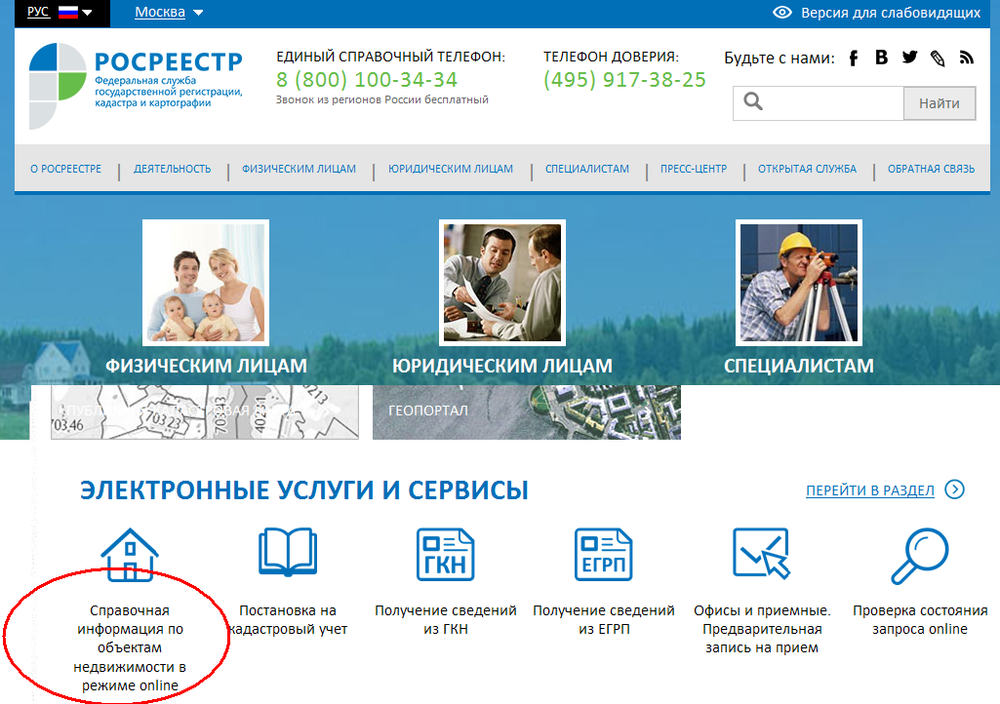 РУС
Москва
Версия для слабовидящих
РОСРЕЕСТР
Федеральная служба
государственной регистрации,
кадастра и картографии
ЕДИНЫЙ СПРАВОЧНЫЙ ТЕЛЕФОН:
8 (800) 100-34-34
Звонок из регионов России бесплатный
ТЕЛЕФОН ДОВЕРИЯ:
(495) 917-38-25
Будьте с нами:
Найти
О РОСРЕЕСТРЕ
ДЕЯТЕЛЬНОСТЬ
ФИЗИЧЕСКИМ ЛИЦАМ
ЮРИДИЧЕСКИМ ЛИЦАМ
СПЕЦИАЛИСТАМ
ПРЕСС-ЦЕНТР
ОТКРЫТАЯ СЛУЖБА
ОБРАТНАЯ СВЯЗЬ
ФИЗИЧЕСКИМ ЛИЦАМ
ЮРИДИЧЕСКИМ ЛИЦАМ
СПЕЦИАЛИСТАМ
ГЕОПОРТАЛ
ЭЛЕКТРОННЫЕ УСЛУГИ И СЕРВИСЫ
ПЕРЕЙТИ В РАЗДЕЛ
ГКН
ЕГРП
Справочная
информация по
объектам
недвижимости в
режиме online
Постановка на
кадастровый учет
Получение сведений
из ГКН
Получение сведений
из ЕГРП
Офисы и приемные.
Предварительная
запись на прием
Проверка состояния
запроса online